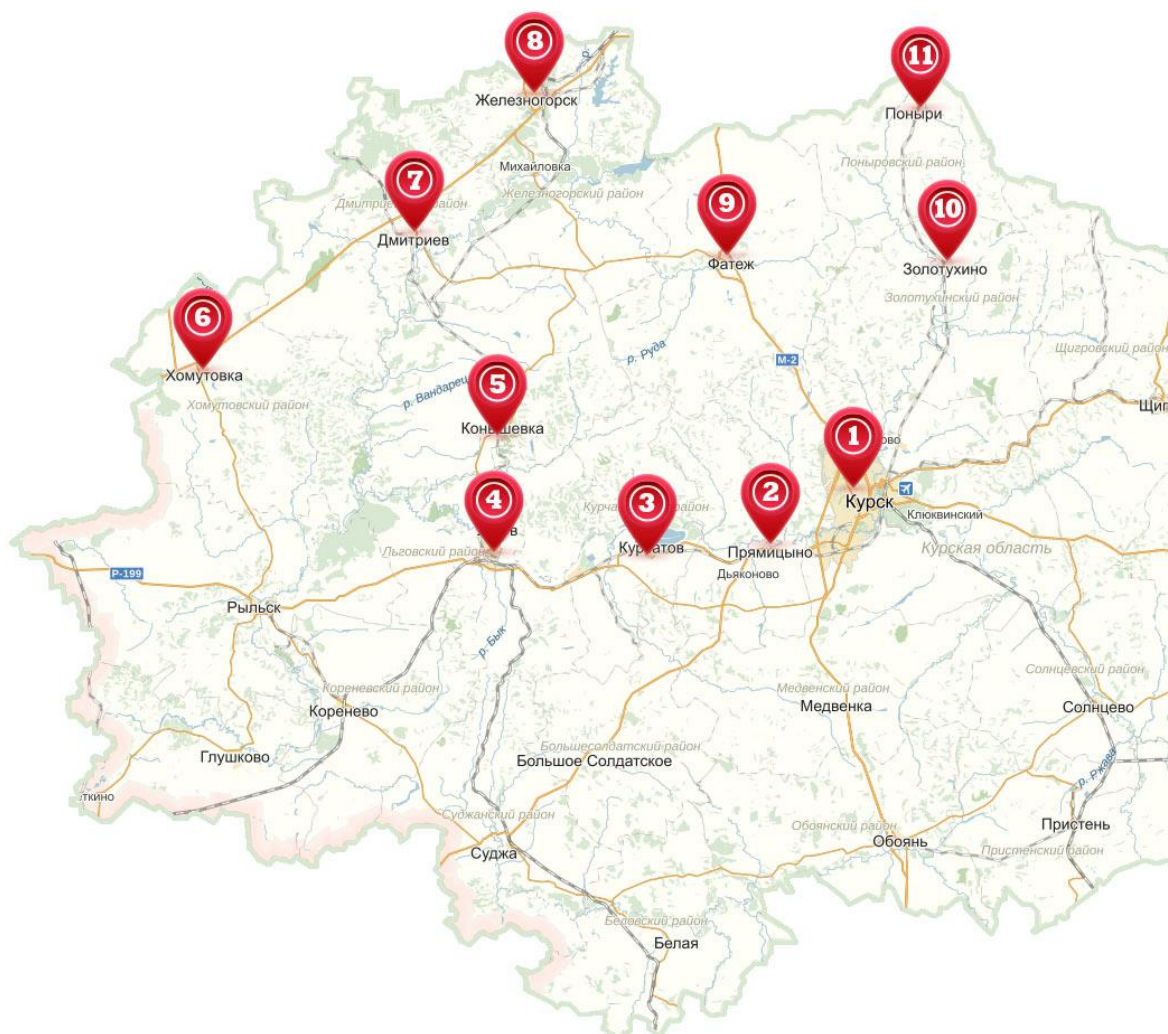 8
11
Железногорск
Поныри
Михайловка
Поныровский район
7
Железногорский район
9
10
Дмитриев
Фатеж
Золотухино
Золотухинский район
6
р. Руда
М-2
Щигровский район
5
Хомутовка
р. Вандарец
Хомутовский район
1
Конышевка
4
2
3
Курск
Клюквинский
Прямицыно
Курская область
Льговский район
Дьяконово
Р-199
Рыльск
р. Бык
Солнцевский район
Кореневский район
Медвенский район
Коренево
Медвенка
Солнцево
Большесолдатский район
Глушково
Большое Солдатское
р. Ржава
Суджанский район
Обоянский район
Пристень
Суджа
Обоянь
Пристенский район
Беловский район
Белая